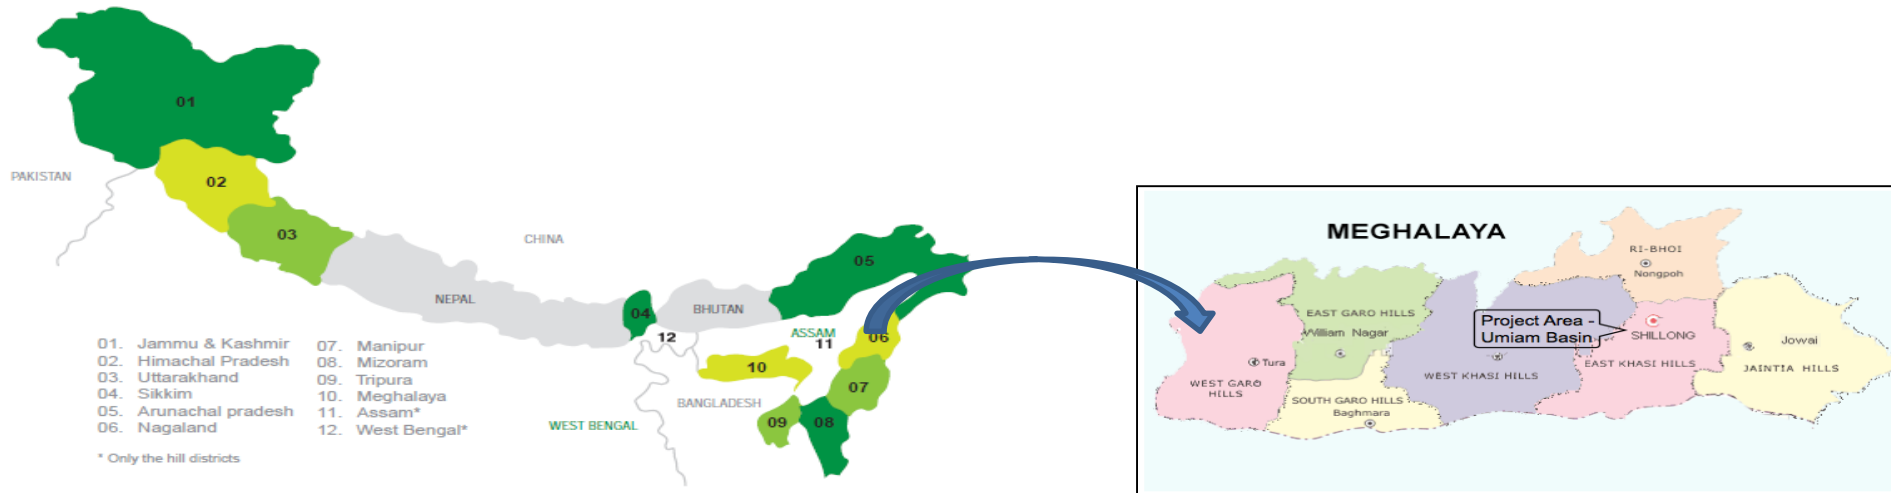 01
PAKISTAN
02
03
CHINA
NEPAL
04
BHUTAN
05
ASSAM
11
06
12
10
07
BANGLADESH
WEST BENGAL
09
08
01. Jammu & Kashmir
02. Himachal Pradesh
03. Uttarakhand
04. Sikkim
05. Arunachal pradesh
06. Nagaland
07. Manipur
08. Mizoram
09. Tripura
10. Meghalaya
11. Assam*
12. West Bengal*
* Only the hill districts
MEGHALAYA
RI-BHOI
Nongpoh
EAST GARO HILLS
William Nagar
Project Area -
Umiam Basin
SHILLONG
Jowai
Tura
WEST GARO
HILLS
WEST KHASI HILLS
EAST KHASI HILLS
JAINTIA HILLS
SOUTH GARO HILLS
Baghmara